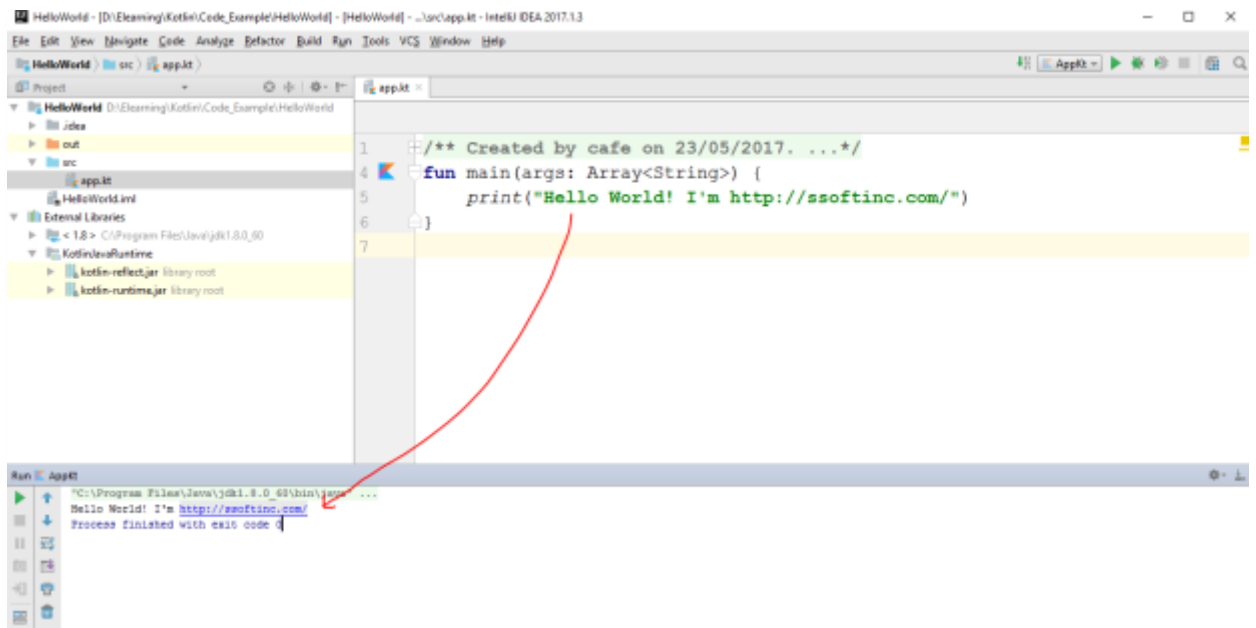 HelloWorld - [D:\Elearning\Kotlin\Code_Example\HelloWorld] - [HelloWorld] - ...\src\app.kt - IntelliJ IDEA 2017.1.3
File Edit View Navigate Code Analyze Refactor Build Run Tools VCS Window Help
HelloWorld src app.kt AppKt
Project app.kt
HelloWorld D:\Elearning\Kotlin\Code_Example\HelloWorld
.idea
out
src
app.kt
HelloWorld.iml
External Libraries
< 1.8 > C:\Program Files\Java\jdk1.8.0_60
KotlinJavaRuntime
kotlin-reflect.jar library root
kotlin-runtime.jar library root
1 /** Created by cafe on 23/05/2017. ...*/
4 fun main(args: Array<String>) {
5 print("Hello World! I'm http://ssoftinc.com/")
6 }
7
Run AppKt
"C:\Program Files\Java\jdk1.8.0_60\bin\java" ...
Hello World! I'm http://ssoftinc.com/
Process finished with exit code 0